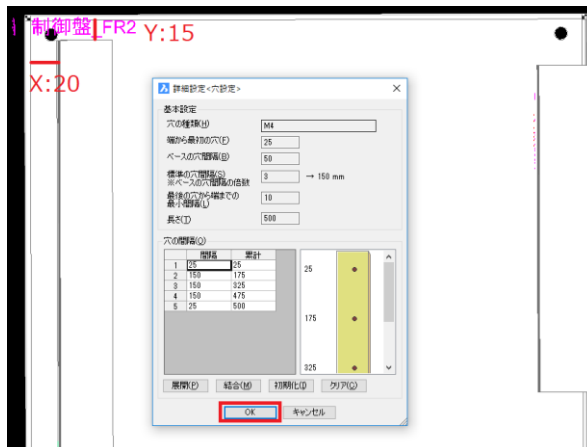 制御盤_FR2
Y:15
X:20
詳細設定<穴設定>
基本設定
穴の種類(H) M4
端から最初の穴(F) 25
ベースの穴間隔(B) 50
標準の穴間隔(S) 3 → 150 mm
※ベースの穴間隔の倍数
最後の穴から端までの
最小間隔(L) 10
長さ(T) 500
穴の間隔(O)
間隔 累計
1 25 25
2 150 175
3 150 325
4 150 475
5 25 500
25
175
325
展開(P) 結合(M) 初期化(I) クリア(C)
OK キャンセル